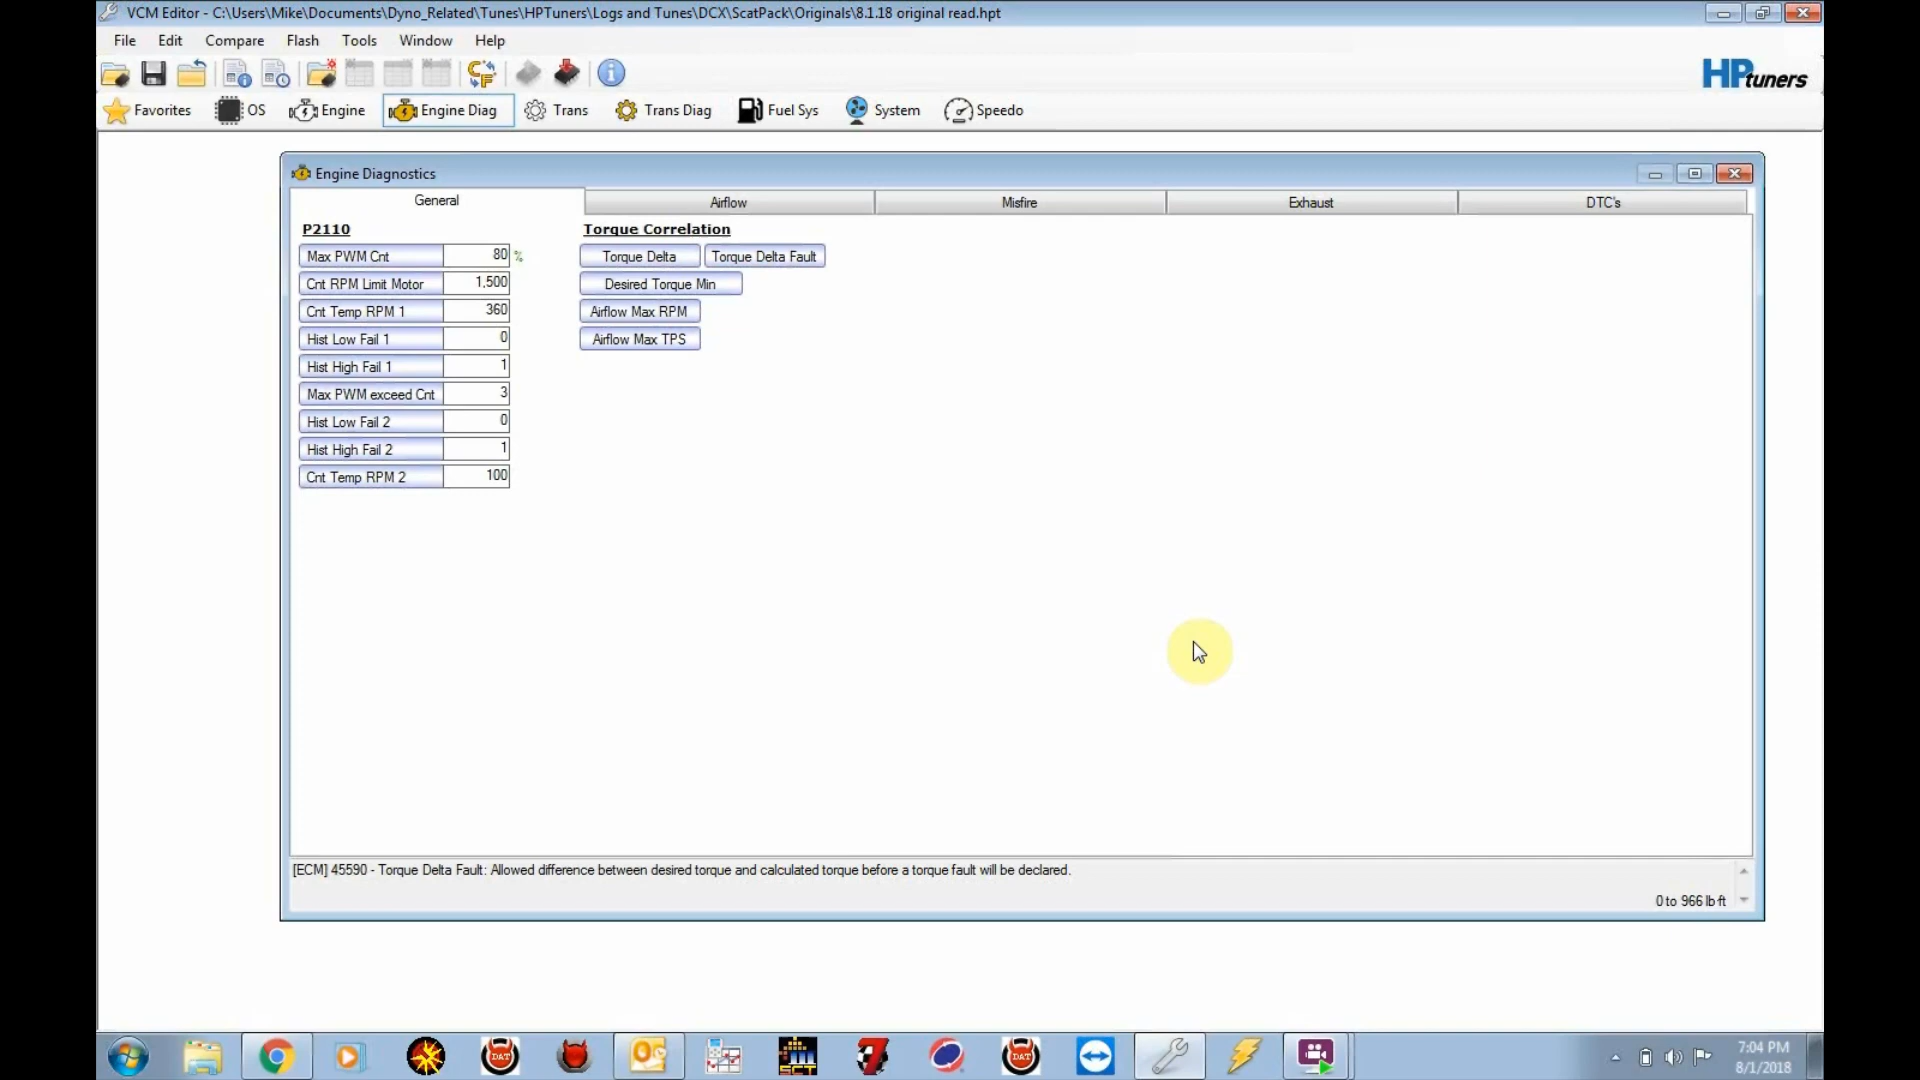 VCM Editor - C:\Users\Mike\Documents\Dyno_Related\Tunes\HPTuners\Logs and Tunes\DCX\ScatPack\Originals\8.1.18 original read.hpt
File Edit Compare Flash Tools Window Help
HPtuners
Favorites OS Engine Engine Diag Trans Trans Diag Fuel Sys System Speedo
Engine Diagnostics
General Airflow Misfire Exhaust DTC's
P2110 Torque Correlation
Max PWM Cnt 80 % Torque Delta Torque Delta Fault
Cnt RPM Limit Motor 1,500 Desired Torque Min
Cnt Temp RPM 1 360 Airflow Max RPM
Hist Low Fail 1 0 Airflow Max TPS
Hist High Fail 1 1
Max PWM exceed Cnt 3
Hist Low Fail 2 0
Hist High Fail 2 1
Cnt Temp RPM 2 100
[ECM] 45590 - Torque Delta Fault: Allowed difference between desired torque and calculated torque before a torque fault will be declared.
0 to 966 lb ft
DAT SCT 7 DAT
7:04 PM
8/1/2018